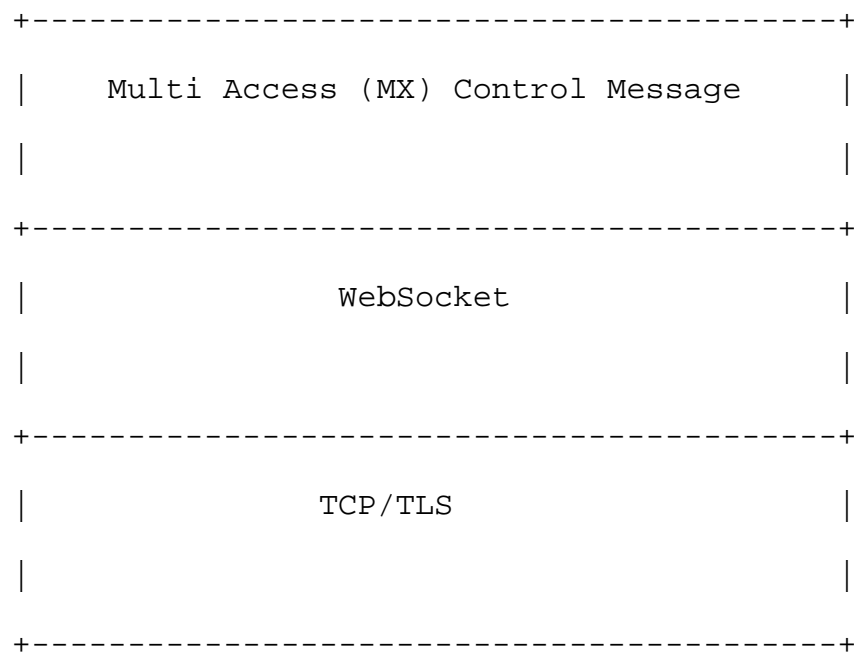 +------------------------------------------+
|    Multi Access (MX) Control Message     |
|                                          |
+------------------------------------------+
|                WebSocket                 |
|                                          |
+------------------------------------------+
|               TCP/TLS                    |
|                                          |
+------------------------------------------+